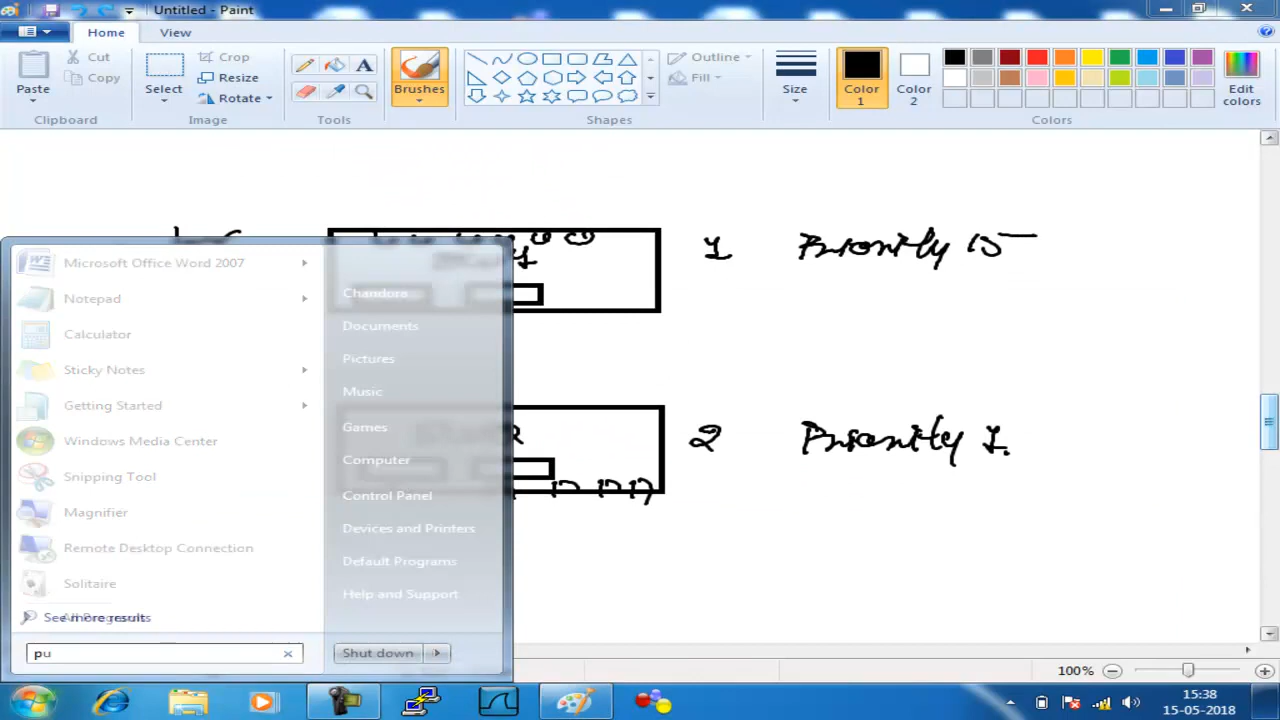 Untitled - Paint
Home View
Paste
Cut
Copy
Clipboard
Select
Crop
Resize
Rotate
Image
Tools
Brushes
Shapes
Outline
Fill
Size
Color 1
Color 2
Edit colors
Colors
1 Priority 15
2 Priority 1.
Microsoft Office Word 2007
Notepad
Calculator
Sticky Notes
Getting Started
Windows Media Center
Snipping Tool
Magnifier
Remote Desktop Connection
Solitaire
See more results
pu
Chandora
Documents
Pictures
Music
Games
Computer
Control Panel
Devices and Printers
Default Programs
Help and Support
Shut down
100%
15:38
15-05-2018